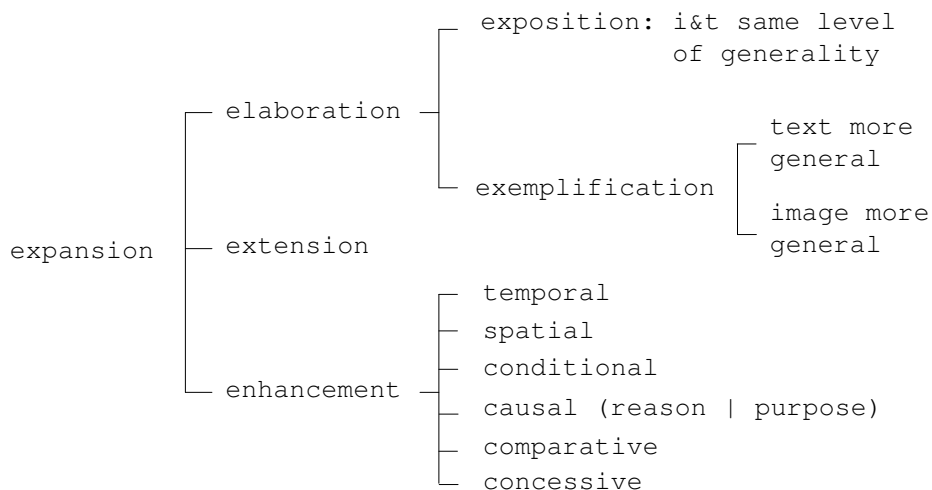 exposition: i&t same level
of generality
elaboration
text more
general
exemplification
image more
general
expansion
extension
temporal
spatial
conditional
enhancement
causal (reason | purpose)
comparative
concessive